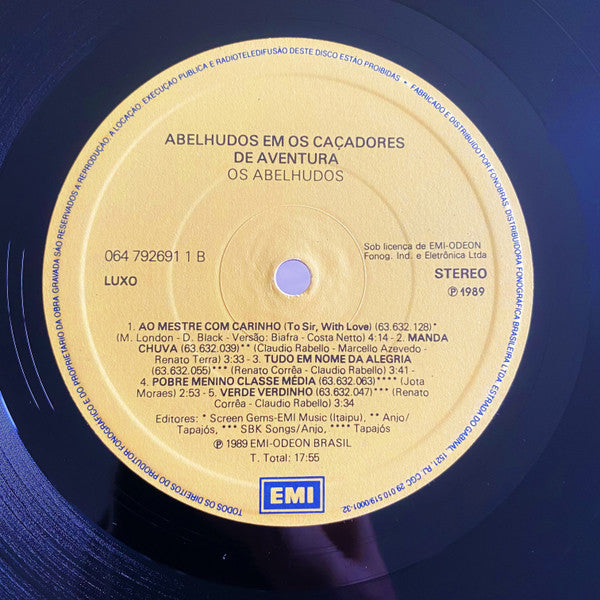 TODOS OS DIREITOS DO PRODUTOR FONOGRÁFICO E DO PROPRIETÁRIO DA OBRA GRAVADA SÃO RESERVADOS A REPRODUÇÃO, A LOCAÇÃO, EXECUÇÃO PÚBLICA E RADIOTELEDIFUSÃO DESTE DISCO ESTÃO PROIBIDAS • FABRICADO E DISTRIBUIDO POR FONOBRAS, DISTRIBUIDORA FONOGRÁFICA BRASILEIRA LTDA, ESTRADA DO GABINAL, 1521, RJ, CGC 29.010.519/0001-32
ABELHUDOS EM OS CAÇADORES
DE AVENTURA
OS ABELHUDOS
064 792691 1 B
LUXO
Sob licença de EMI-ODEON
Fonog. Ind. e Eletrônica Ltda
STEREO
℗ 1989
1. AO MESTRE COM CARINHO (To Sir, With Love) (63.632.128)*
(M. London - D. Black - Versão: Biafra - Costa Netto) 4:14 - 2. MANDA
CHUVA (63.632.039)** (Claudio Rabello - Marcello Azevedo -
Renato Terra) 3:33 - 3. TUDO EM NOME DA ALEGRIA
(63.632.055)*** (Renato Corrêa - Claudio Rabello) 3:41 -
4. POBRE MENINO CLASSE MÉDIA (63.632.063)**** (Jota
Moraes) 2:53 - 5. VERDE VERDINHO (63.632.047)*** (Renato
Corrêa - Claudio Rabello) 3:34
Editores: * Screen Gems-EMI Music (Itaipu), ** Anjo/
Tapajós, *** SBK Songs/Anjo, **** Tapajós
℗ 1989 EMI-ODEON BRASIL
T. Total: 17:55
EMI